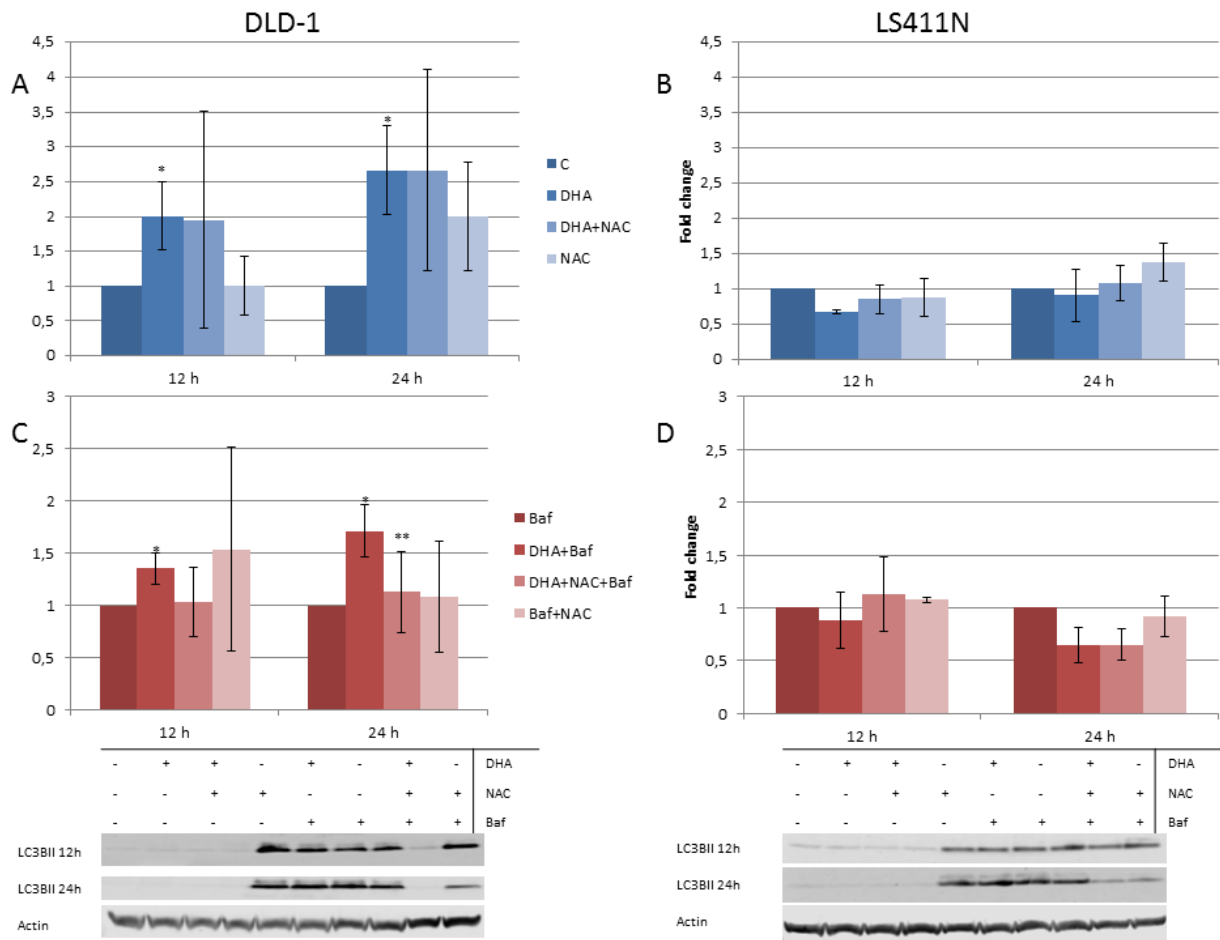 DLD-1
LS411N
A
4,5
4
3,5
3
2,5
2
1,5
1
0,5
0
*
*
12 h
24 h
C
DHA
DHA+NAC
NAC
B
Fold change
4,5
4
3,5
3
2,5
2
1,5
1
0,5
0
12 h
24 h
C
3
2,5
2
1,5
1
0,5
0
*
*
**
12 h
24 h
Baf
DHA+Baf
DHA+NAC+Baf
Baf+NAC
D
Fold change
3
2,5
2
1,5
1
0,5
0
12 h
24 h
- + + - + - + - DHA
- - + + - - + + NAC
- - - - + + + + Baf
LC3BII 12h
LC3BII 24h
Actin
- + + - + - + - DHA
- - + + - - + + NAC
- - - - + + + + Baf
LC3BII 12h
LC3BII 24h
Actin